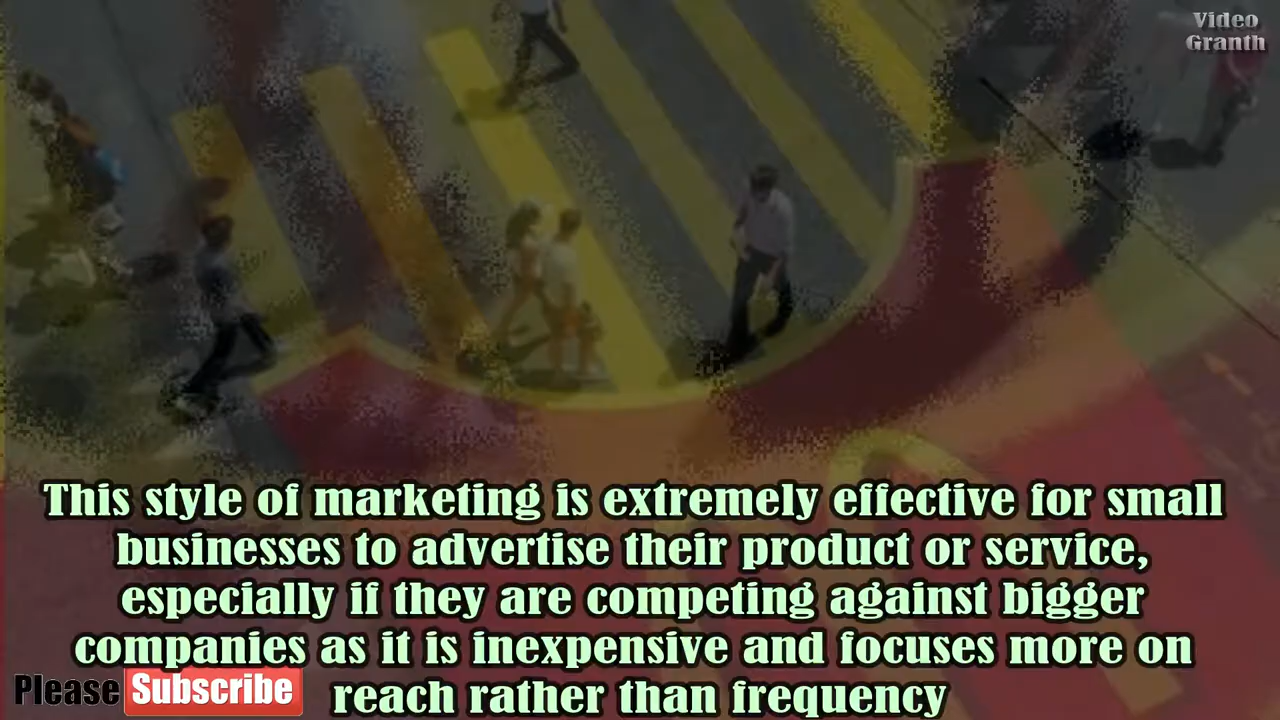 Video
Granth
This style of marketing is extremely effective for small
businesses to advertise their product or service,
especially if they are competing against bigger
companies as it is inexpensive and focuses more on
reach rather than frequency
Please Subscribe